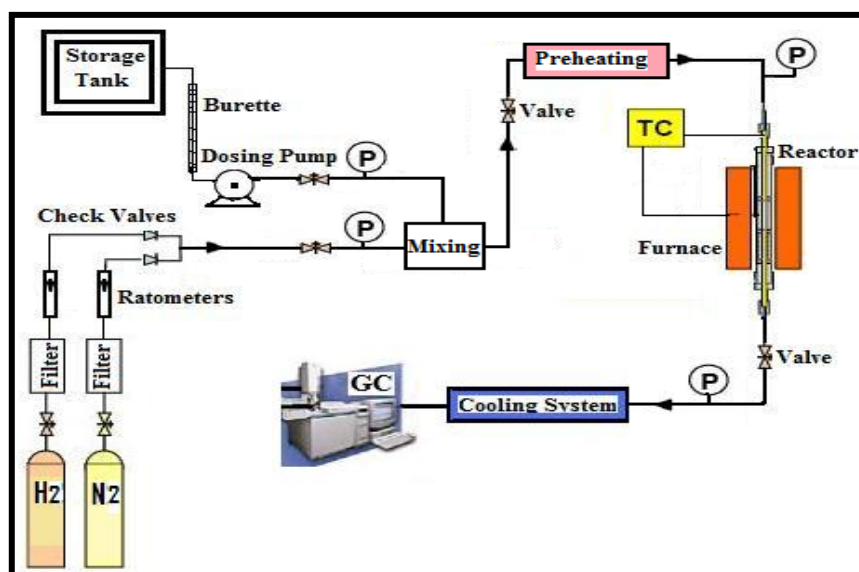 Storage
Tank
Burette
Dosing Pump
P
Check Valves
P
Ratometers
Filter
Filter
H2
N2
Mixing
Valve
Preheating
P
TC
Reactor
Furnace
Valve
P
Cooling System
GC